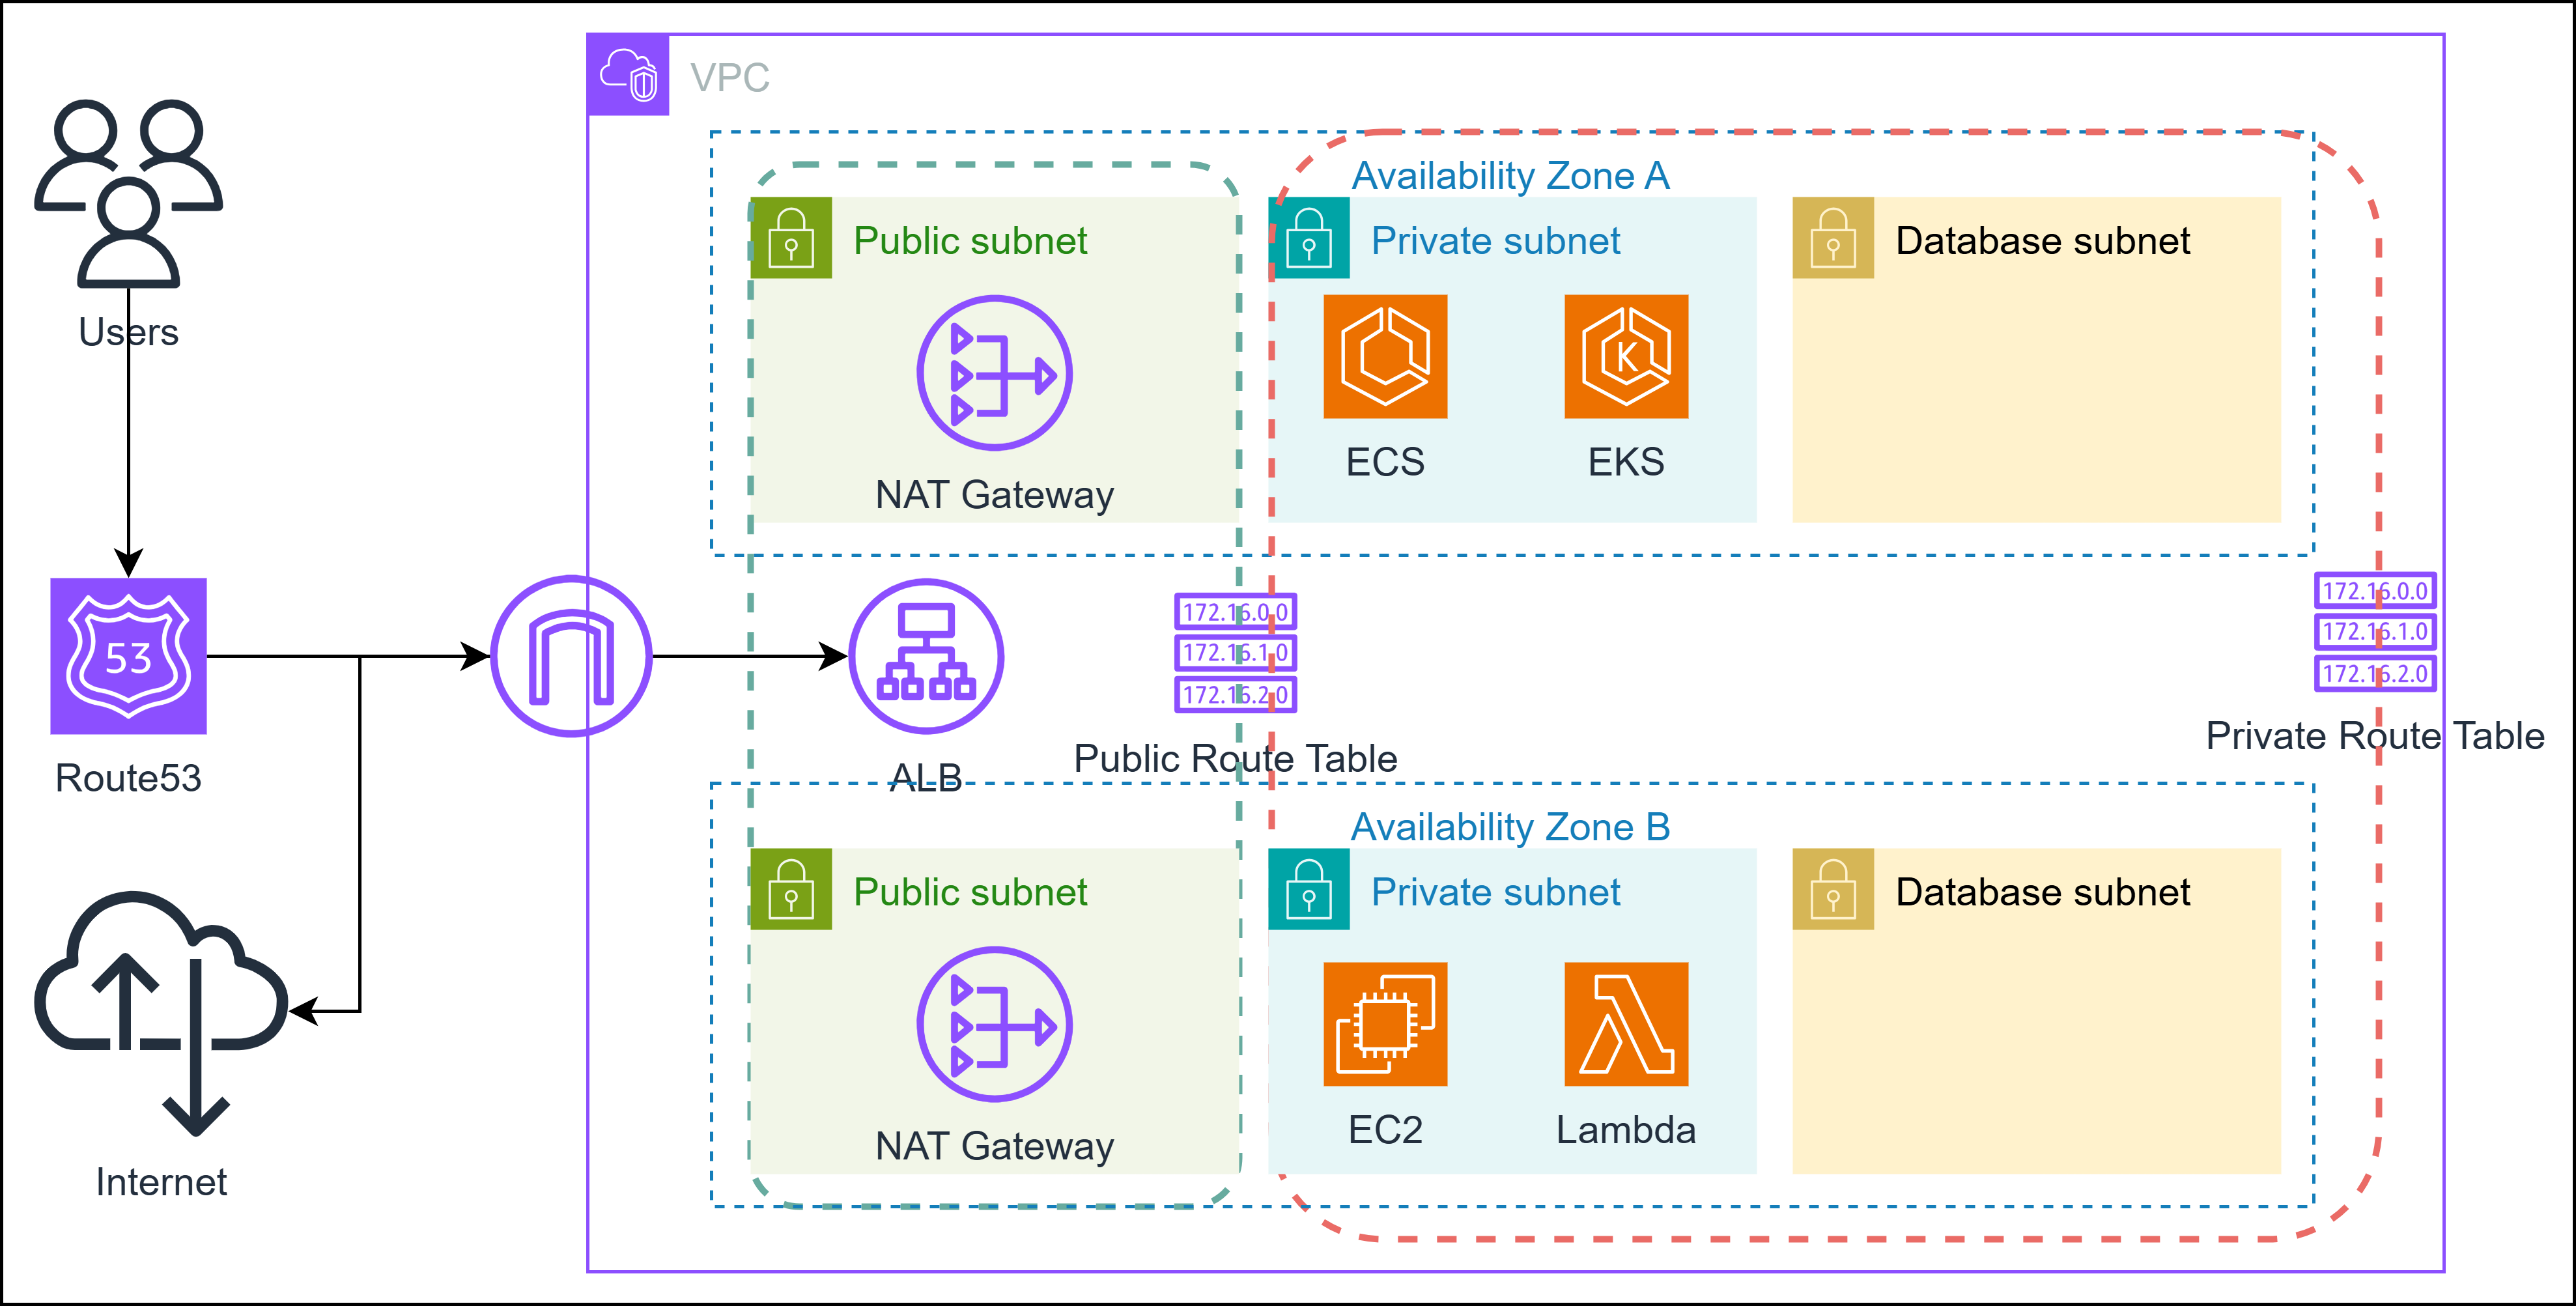 VPC
Availability Zone A
Public subnet
Private subnet
Database subnet
Users
K
ECS
EKS
NAT Gateway
172.16.0.0
172.16.1.0
172.16.2.0
172.16.0.0
172.16.1.0
172.16.2.0
53
Route53
ALB
Public Route Table
Private Route Table
Availability Zone B
Public subnet
Private subnet
Database subnet
EC2
Lambda
NAT Gateway
Internet